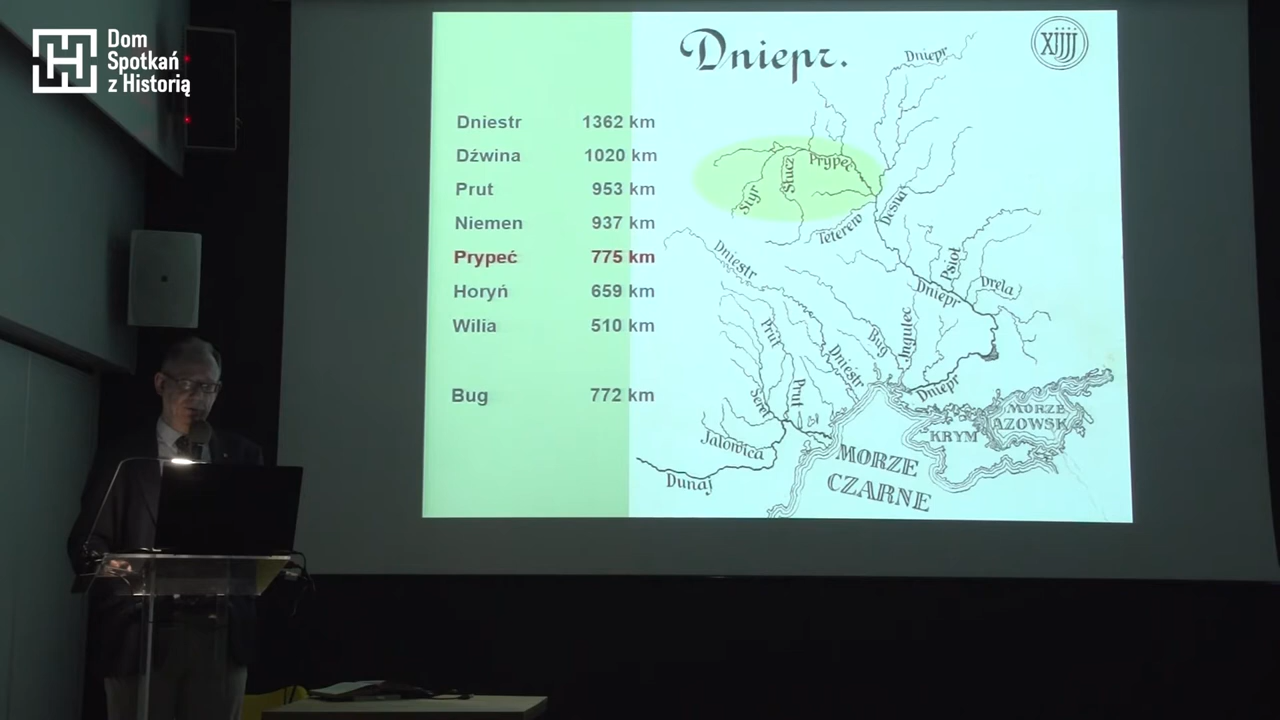 Dom
Spotkań
z Historią
Dniepr.
XIJJJ
Dniestr 1362 km
Dźwina 1020 km
Prut 953 km
Niemen 937 km
Prypeć 775 km
Horyń 659 km
Wilia 510 km
Bug 772 km
Dniepr
Prypeć
Słucz
Styr
Desna
Teterew
Dniestr
Psioł
Dniepr
Ingulec
Bug
Prut
Dniestr
Dniepr
Seret
Prut
MORZE
AZOWSK
KRYM
Jalowica
MORZE
CZARNE
Dunaj